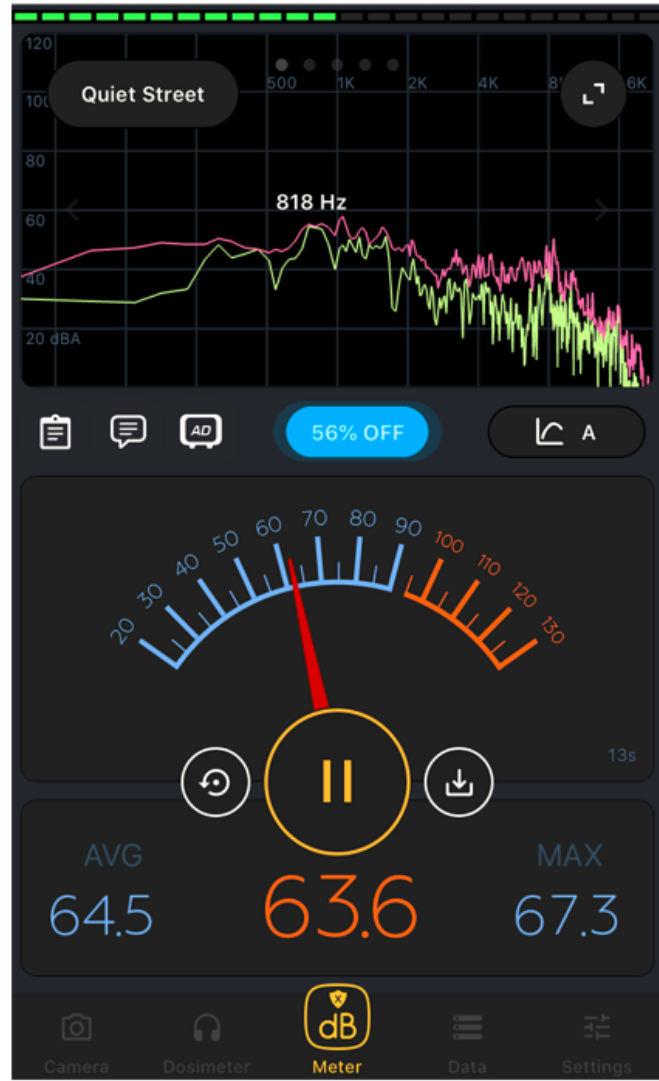 120
500 1K 2K 4K 8 6K
Quiet Street
100
80
818 Hz
60
40
20 dBA
AD
56% OFF
A
20 30 40 50 60 70 80 90 100 110 120 130
13s
AVG
MAX
64.5
63.6
67.3
x
dB
Camera
Dosimeter
Meter
Data
Settings